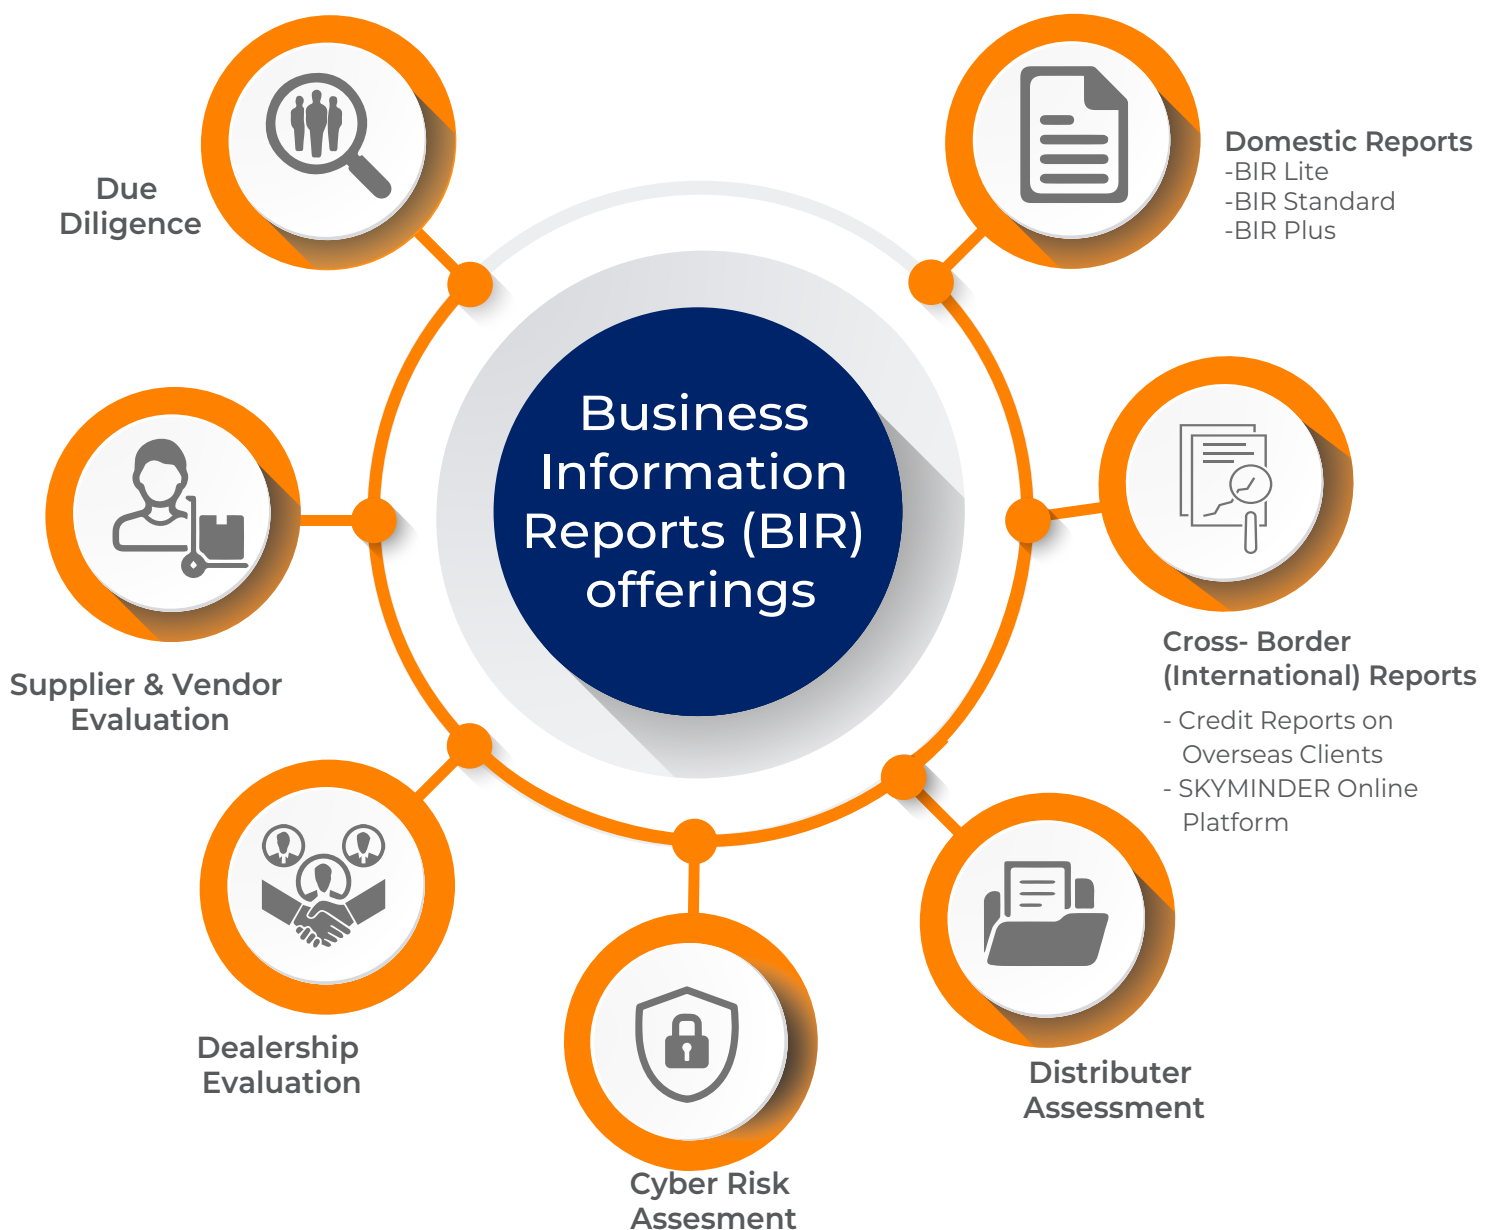 Business
Information
Reports (BIR)
offerings
Domestic Reports
-BIR Lite
-BIR Standard
-BIR Plus
Cross- Border
(International) Reports
- Credit Reports on
Overseas Clients
- SKYMINDER Online
Platform
Distributer
Assessment
Cyber Risk
Assesment
Dealership
Evaluation
Supplier & Vendor
Evaluation
Due
Diligence